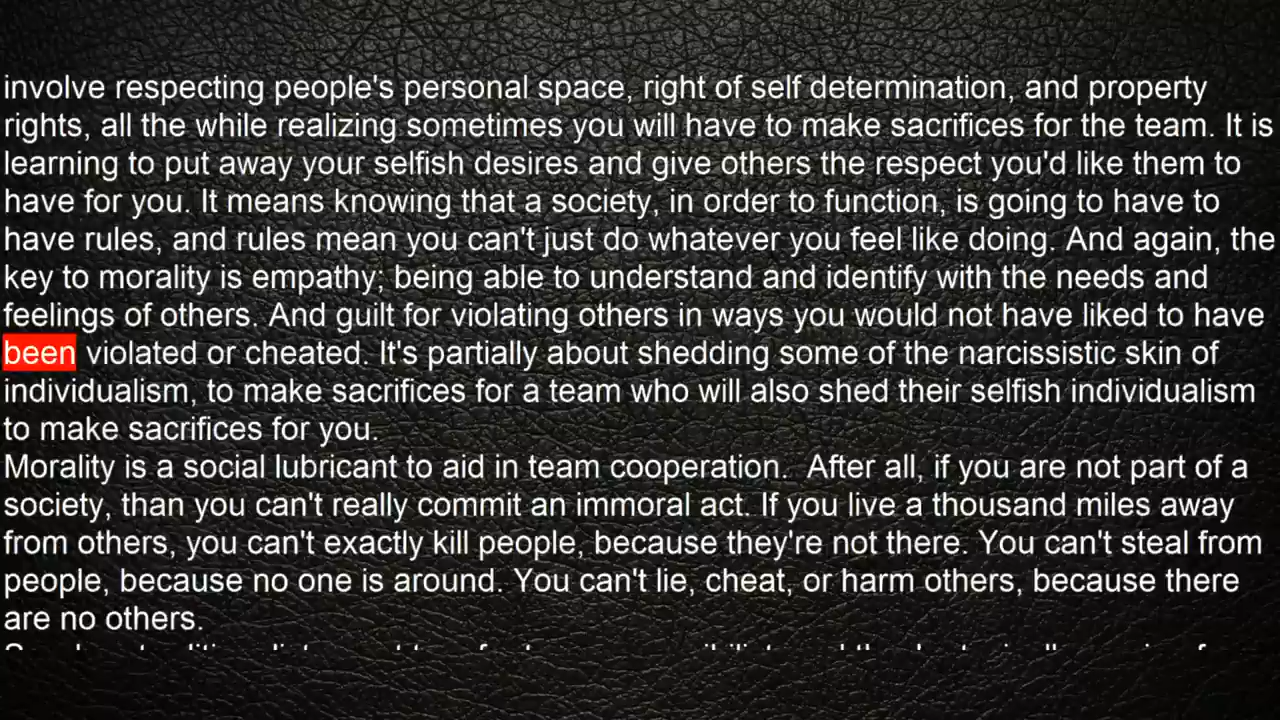 involve respecting people's personal space, right of self determination, and property
rights, all the while realizing sometimes you will have to make sacrifices for the team. It is
learning to put away your selfish desires and give others the respect you'd like them to
have for you. It means knowing that a society, in order to function, is going to have to
have rules, and rules mean you can't just do whatever you feel like doing. And again, the
key to morality is empathy; being able to understand and identify with the needs and
feelings of others. And guilt for violating others in ways you would not have liked to have
been violated or cheated. It's partially about shedding some of the narcissistic skin of
individualism, to make sacrifices for a team who will also shed their selfish individualism
to make sacrifices for you.
Morality is a social lubricant to aid in team cooperation.  After all, if you are not part of a
society, than you can't really commit an immoral act. If you live a thousand miles away
from others, you can't exactly kill people, because they're not there. You can't steal from
people, because no one is around. You can't lie, cheat, or harm others, because there
are no others.